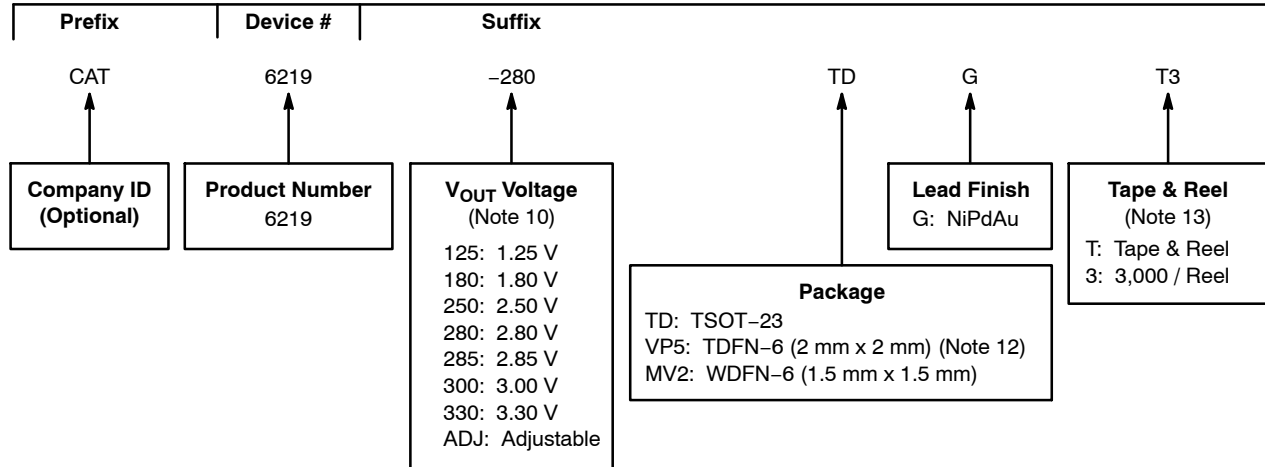 Prefix Device # Suffix
CAT 6219 −280 TD G T3
Company ID
(Optional)
Product Number
6219
VOUT Voltage
(Note 10)
125: 1.25 V
180: 1.80 V
250: 2.50 V
280: 2.80 V
285: 2.85 V
300: 3.00 V
330: 3.30 V
ADJ: Adjustable
Package
TD: TSOT−23
VP5: TDFN−6 (2 mm x 2 mm) (Note 12)
MV2: WDFN−6 (1.5 mm x 1.5 mm)
Lead Finish
G: NiPdAu
Tape & Reel
(Note 13)
T: Tape & Reel
3: 3,000 / Reel